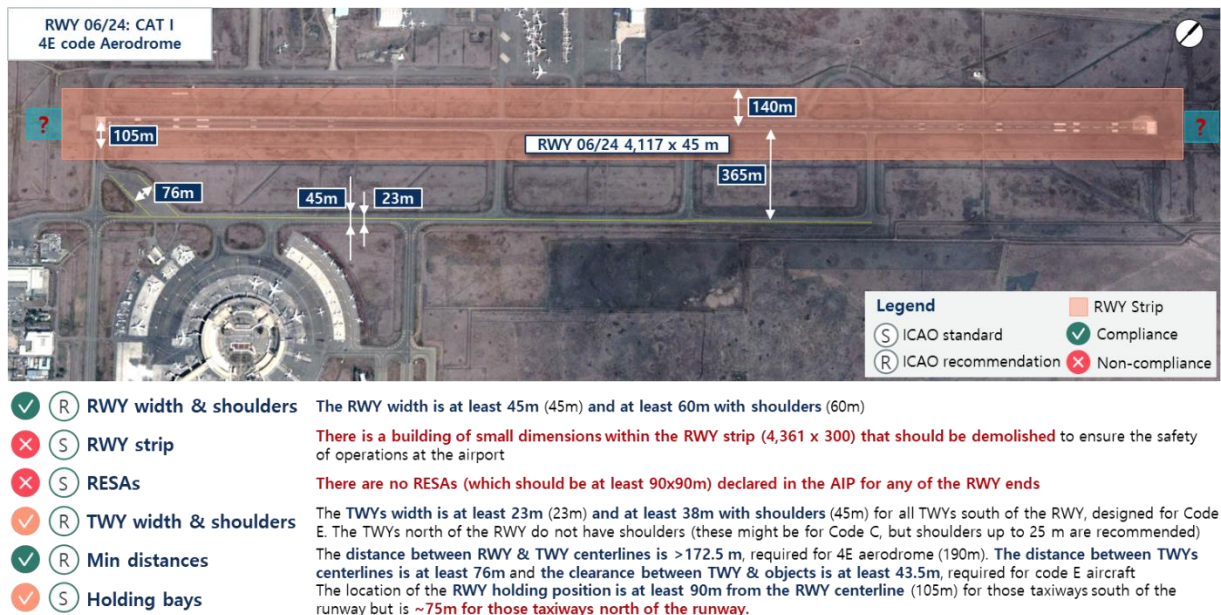 RWY 06/24: CAT I
4E code Aerodrome
140m
?
?
105m
RWY 06/24 4,117 x 45 m
365m
76m
45m
23m
Legend
RWY Strip
S ICAO standard
Compliance
R ICAO recommendation
Non-compliance
R RWY width & shoulders The RWY width is at least 45m (45m) and at least 60m with shoulders (60m)
S RWY strip There is a building of small dimensions within the RWY strip (4,361 x 300) that should be demolished to ensure the safety
of operations at the airport
S RESAs There are no RESAs (which should be at least 90x90m) declared in the AIP for any of the RWY ends
R TWY width & shoulders The TWYs width is at least 23m (23m) and at least 38m with shoulders (45m) for all TWYs south of the RWY, designed for Code
E. The TWYs north of the RWY do not have shoulders (these might be for Code C, but shoulders up to 25 m are recommended)
R Min distances The distance between RWY & TWY centerlines is >172.5 m, required for 4E aerodrome (190m). The distance between TWYs
centerlines is at least 76m and the clearance between TWY & objects is at least 43.5m, required for code E aircraft
S Holding bays The location of the RWY holding position is at least 90m from the RWY centerline (105m) for those taxiways south of the
runway but is ~75m for those taxiways north of the runway.